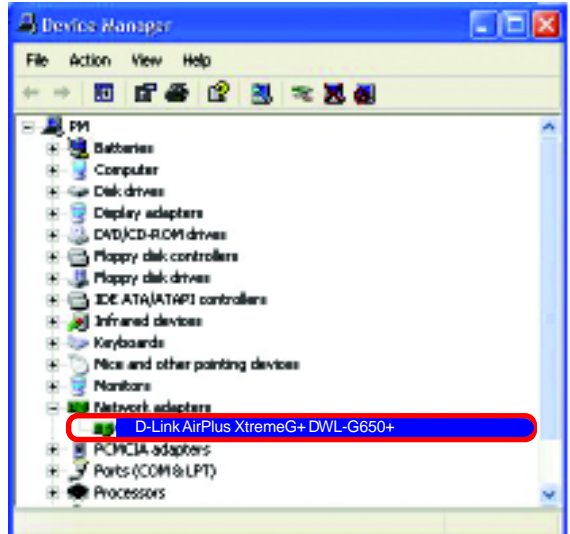 Device Manager
File Action View Help
PM
Batteries
Computer
Disk drives
Display adapters
DVD/CD-ROM drives
Floppy disk controllers
Floppy disk drives
IDE ATA/ATAPI controllers
Infrared devices
Keyboards
Mice and other pointing devices
Monitors
Network adapters
D-Link AirPlus XtremeG+ DWL-G650+
PCMCIA adapters
Ports (COM & LPT)
Processors